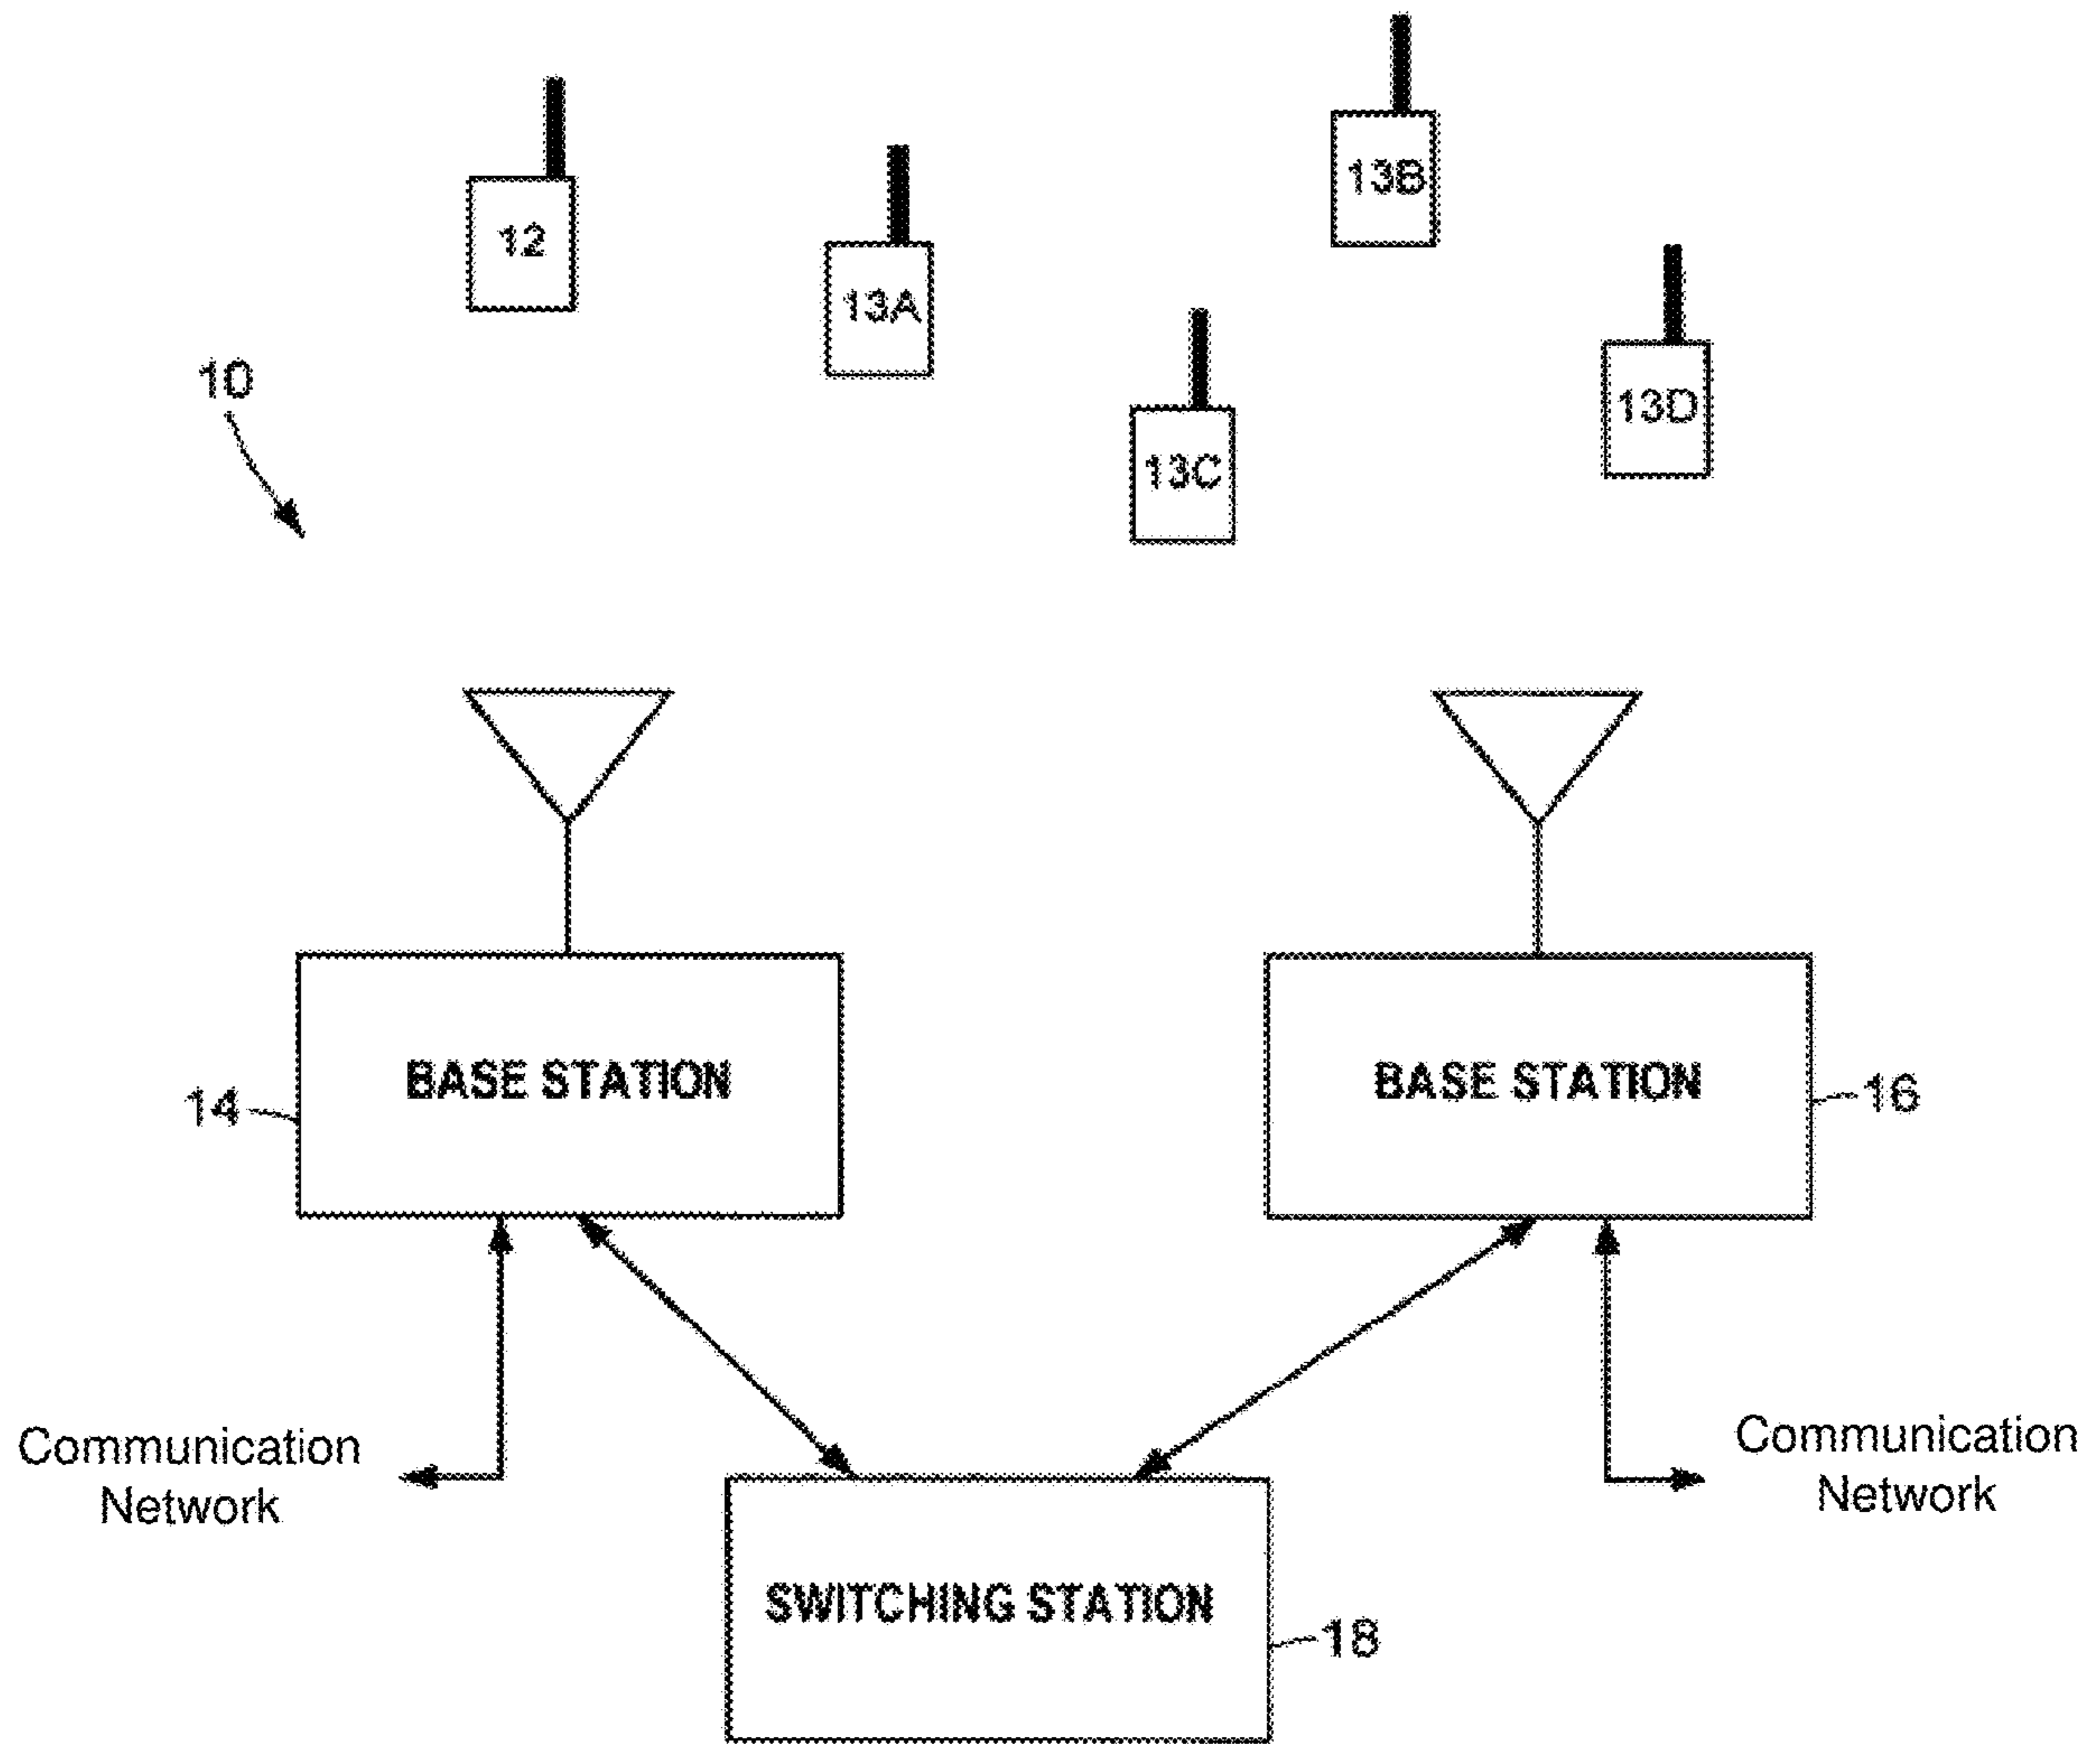 13B
12
13A
10
13D
13C
BASE STATION
BASE STATION
14
16
Communication
Network
Communication
Network
SWITCHING STATION
18